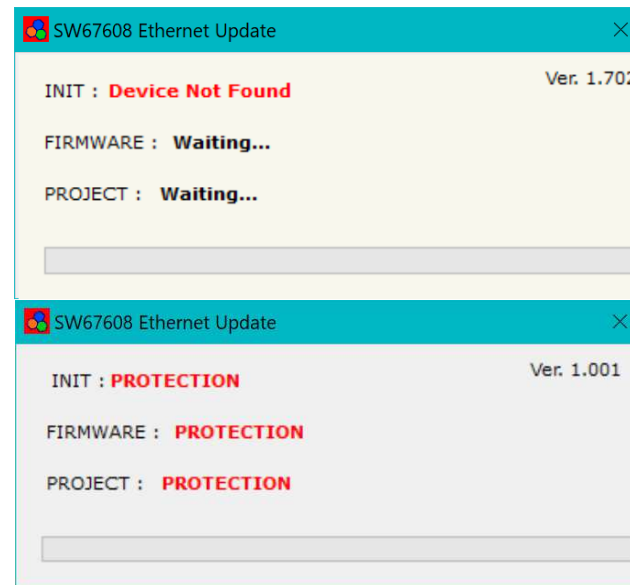 SW67608 Ethernet Update
Ver. 1.702
INIT : Device Not Found
FIRMWARE : Waiting...
PROJECT : Waiting...
SW67608 Ethernet Update
Ver. 1.001
INIT : PROTECTION
FIRMWARE : PROTECTION
PROJECT : PROTECTION